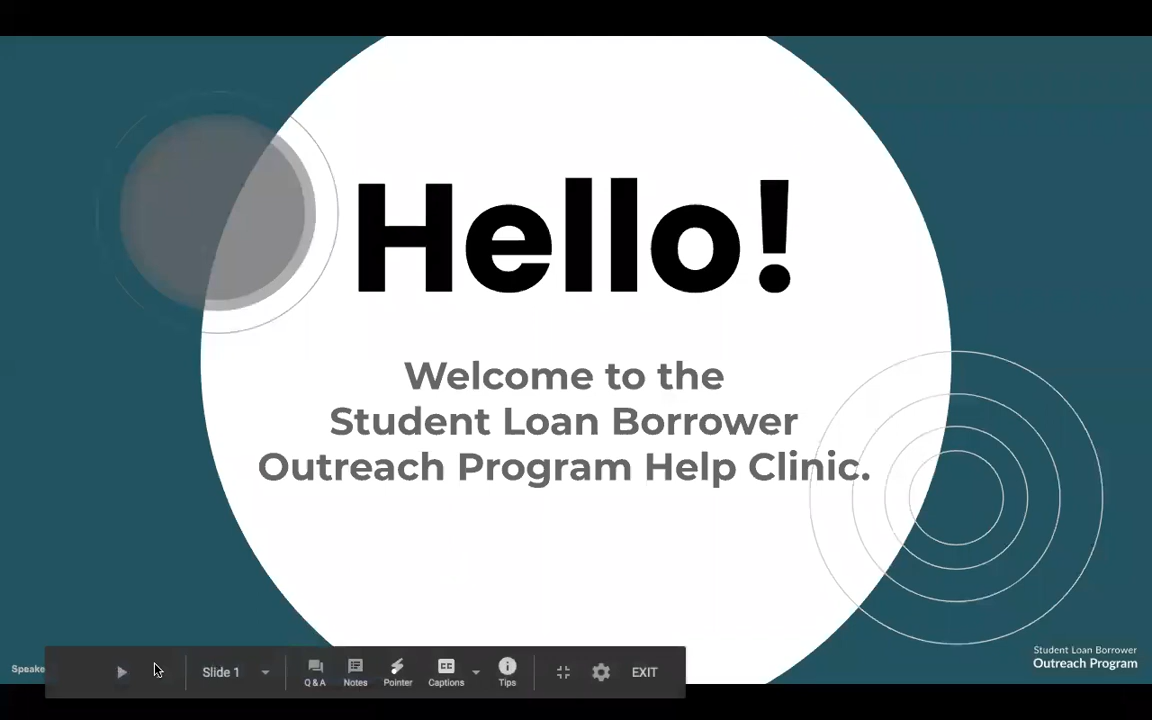 Hello!
Welcome to the
Student Loan Borrower
Outreach Program Help Clinic.
Student Loan Borrower
Outreach Program
Slide 1
Q & A
Notes
Pointer
Captions
Tips
EXIT